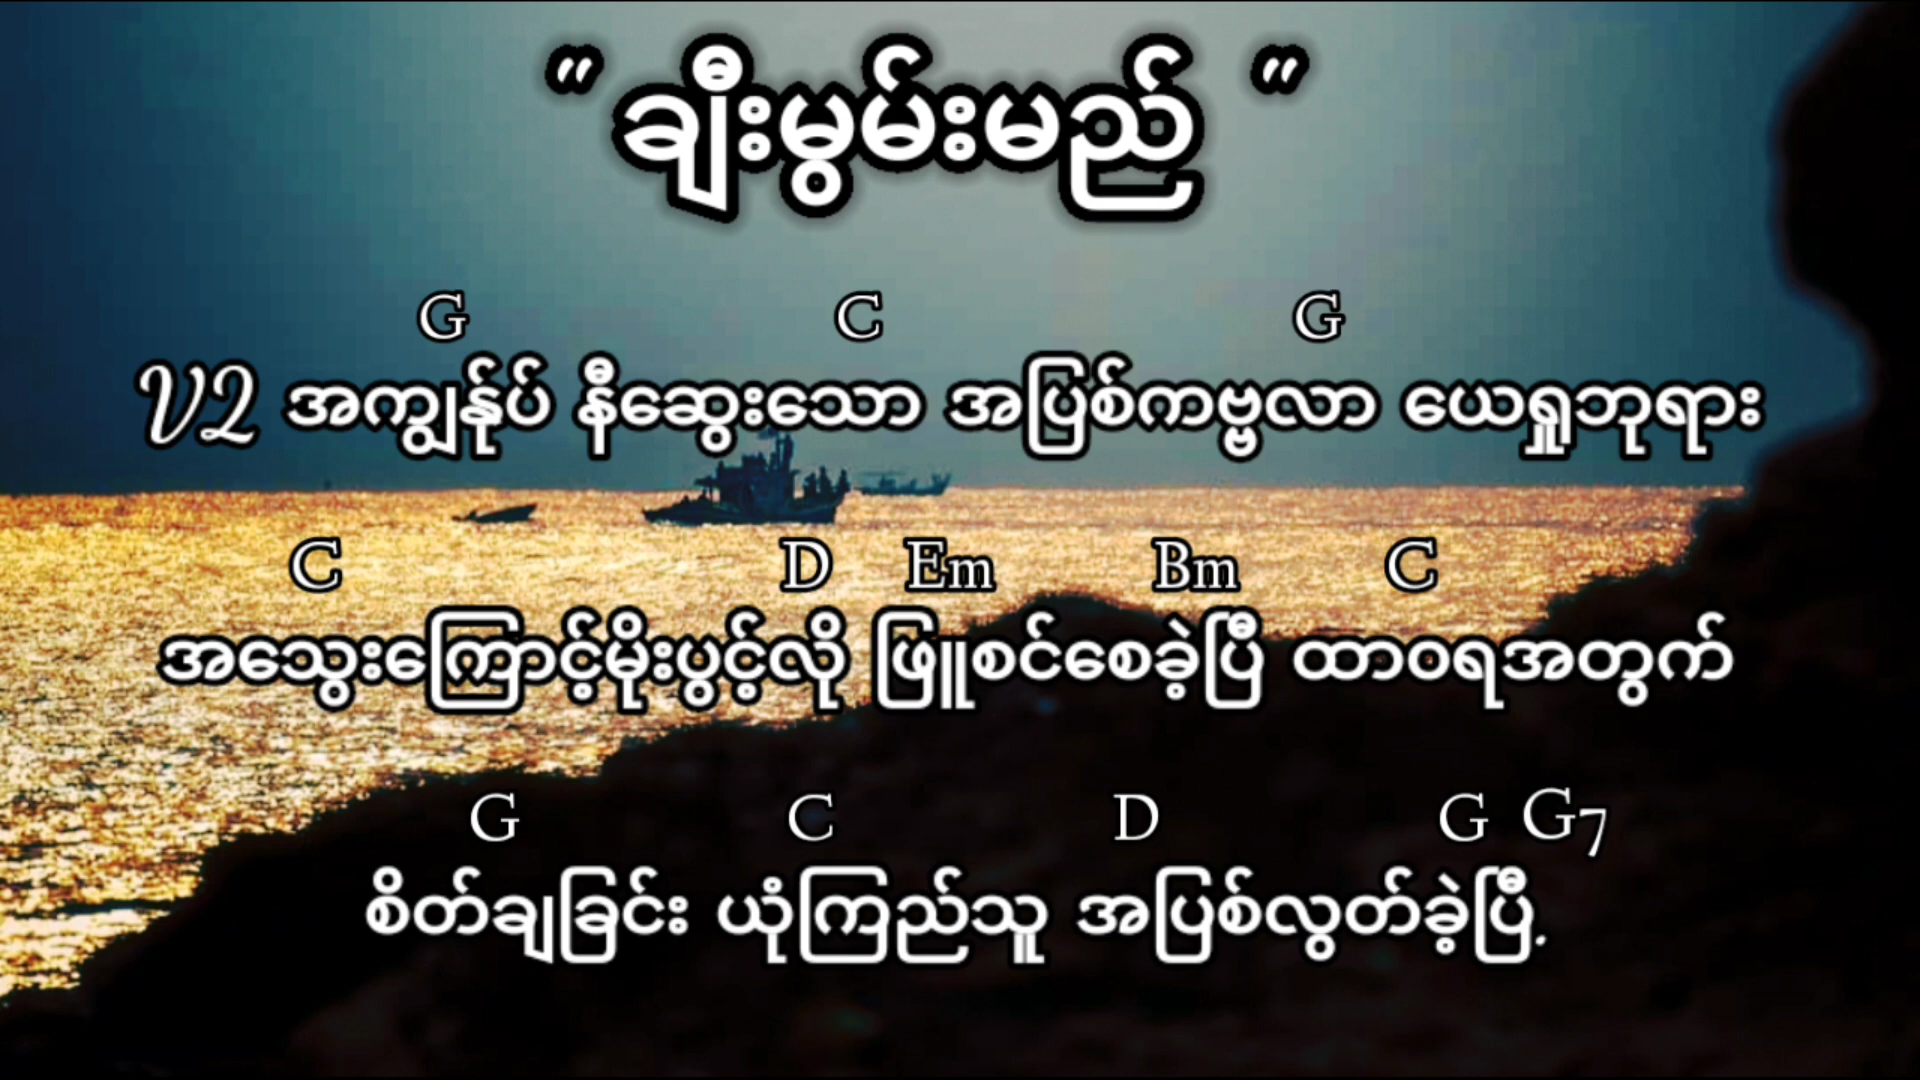 " ချီးမွမ်းမည် "
G C G
V2 အကျွန်ုပ် နီဆွေးသော အပြစ်ကဗ္ဗလာ ယေရှုဘုရား
C D Em Bm C
အသွေးကြောင့်မိုးပွင့်လို ဖြူစင်စေခဲ့ပြီ ထာဝရအတွက်
G C D G G7
စိတ်ချခြင်း ယုံကြည်သူ အပြစ်လွတ်ခဲ့ပြီ.